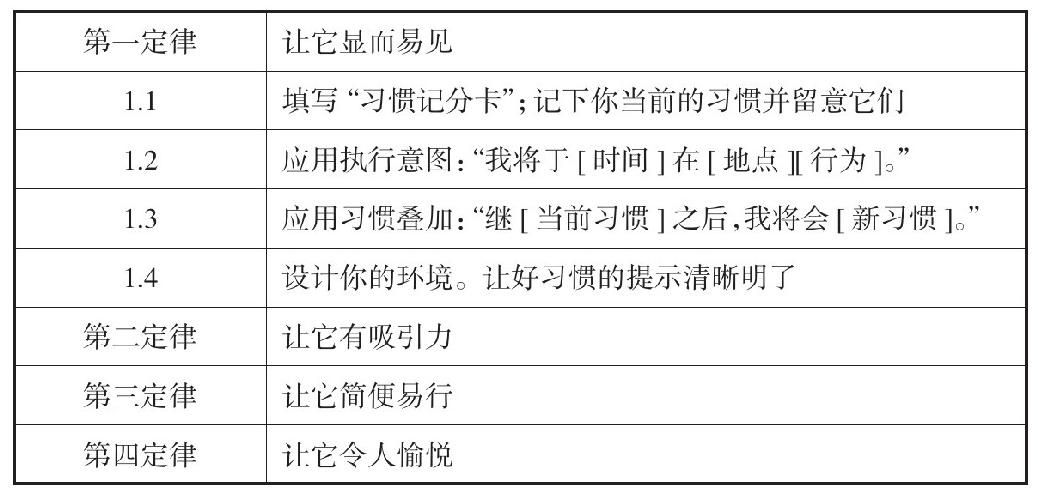 第一定律 让它显而易见
1.1 填写“习惯记分卡”；记下你当前的习惯并留意它们
1.2 应用执行意图：“我将于[时间]在[地点][行为]。”
1.3 应用习惯叠加：“继[当前习惯]之后，我将会[新习惯]。”
1.4 设计你的环境。让好习惯的提示清晰明了
第二定律 让它有吸引力
第三定律 让它简便易行
第四定律 让它令人愉悦